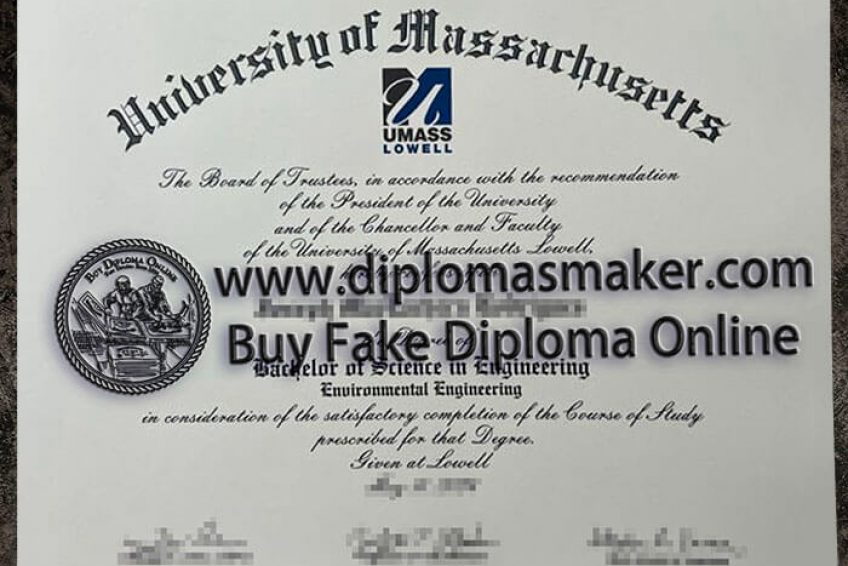 University of Massachusetts
UMASS
LOWELL
The Board of Trustees, in accordance with the recommendation
of the President of the University
and of the Chancellor and Faculty
of the University of Massachusetts Lowell,
www.diplomasmaker.com
BUY DIPLOMA ONLINE
Buy Fake Diploma Online
Bachelor of Science in Engineering
Environmental Engineering
in consideration of the satisfactory completion of the Course of Study
prescribed for that Degree.
Given at Lowell